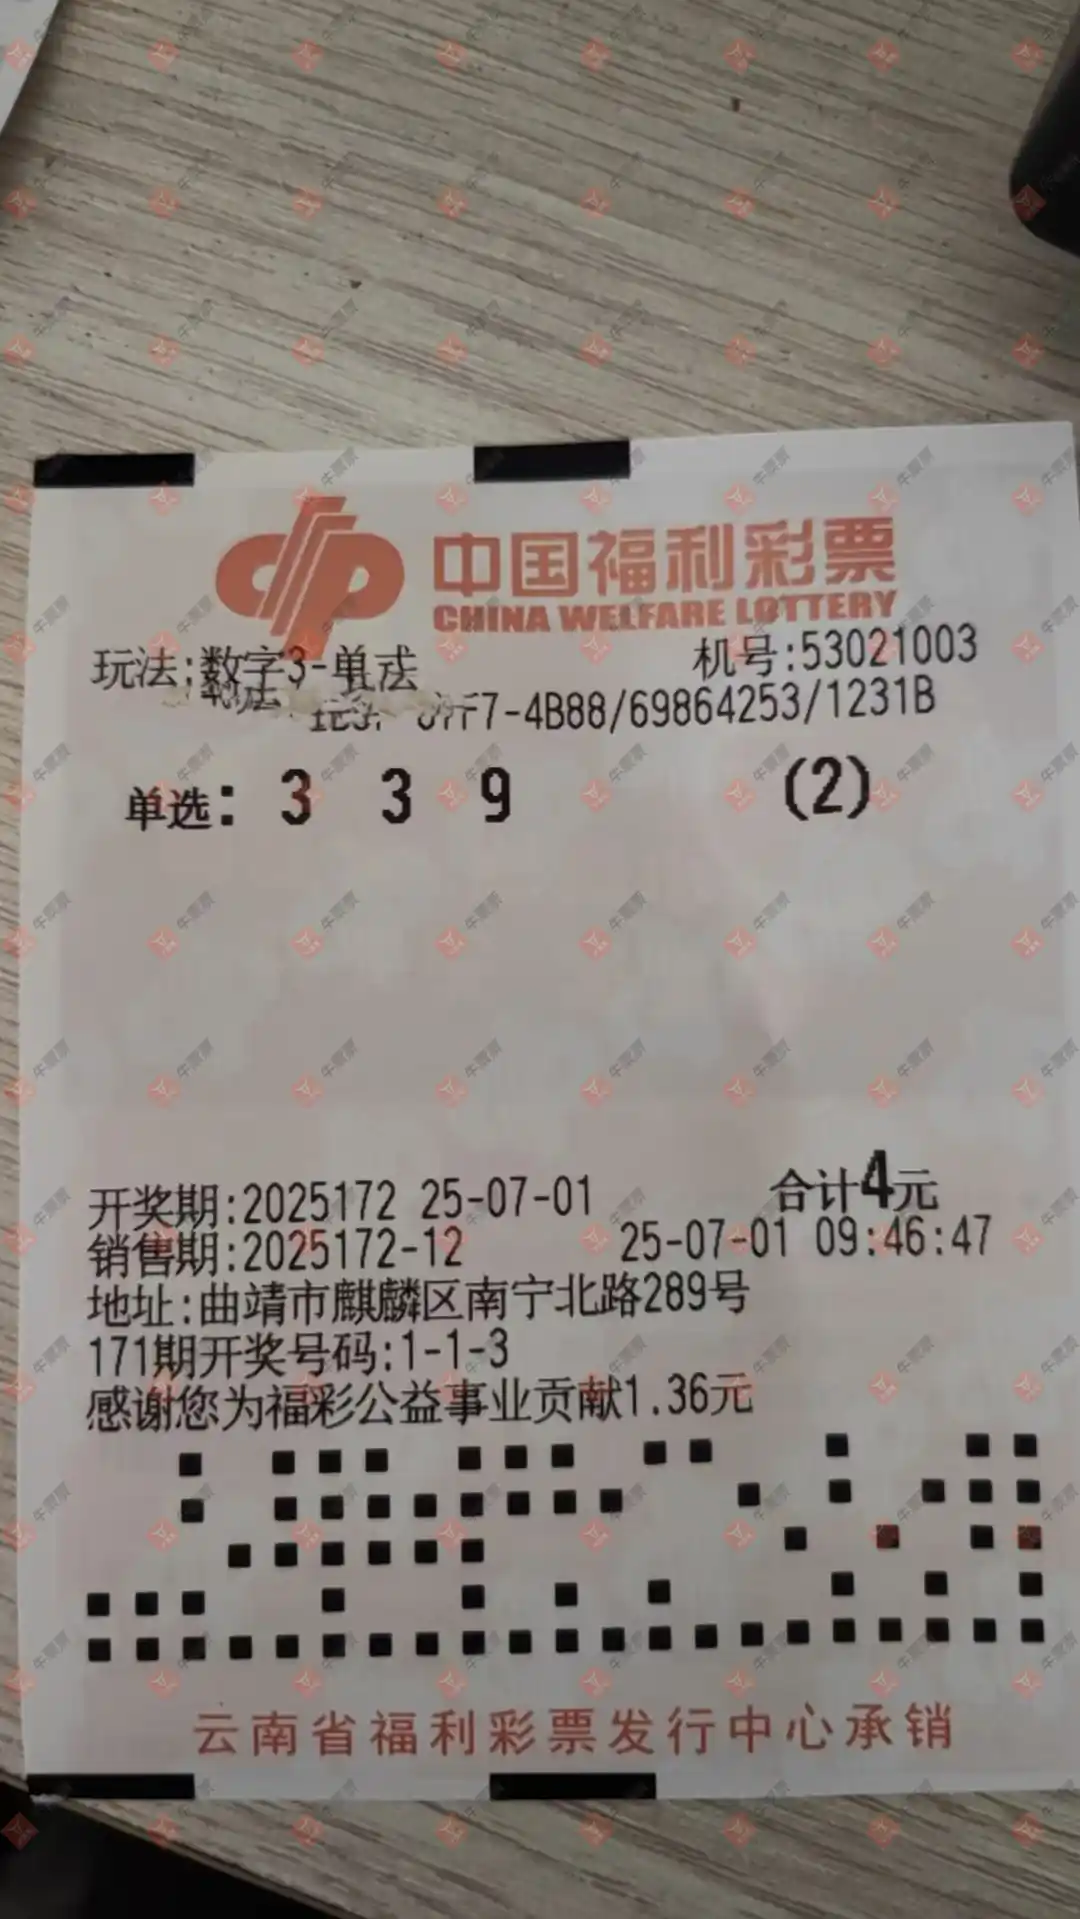 中国福利彩票
CHINA WELFARE LOTTERY
玩法:数字3-单式 机号:53021003
F7-4B88/69864253/1231B
单选: 3 3 9 (2)
开奖期:2025172 25-07-01 合计4元
销售期:2025172-12 25-07-01 09:46:47
地址:曲靖市麒麟区南宁北路289号
171期开奖号码:1-1-3
感谢您为福彩公益事业贡献1.36元
云南省福利彩票发行中心承销